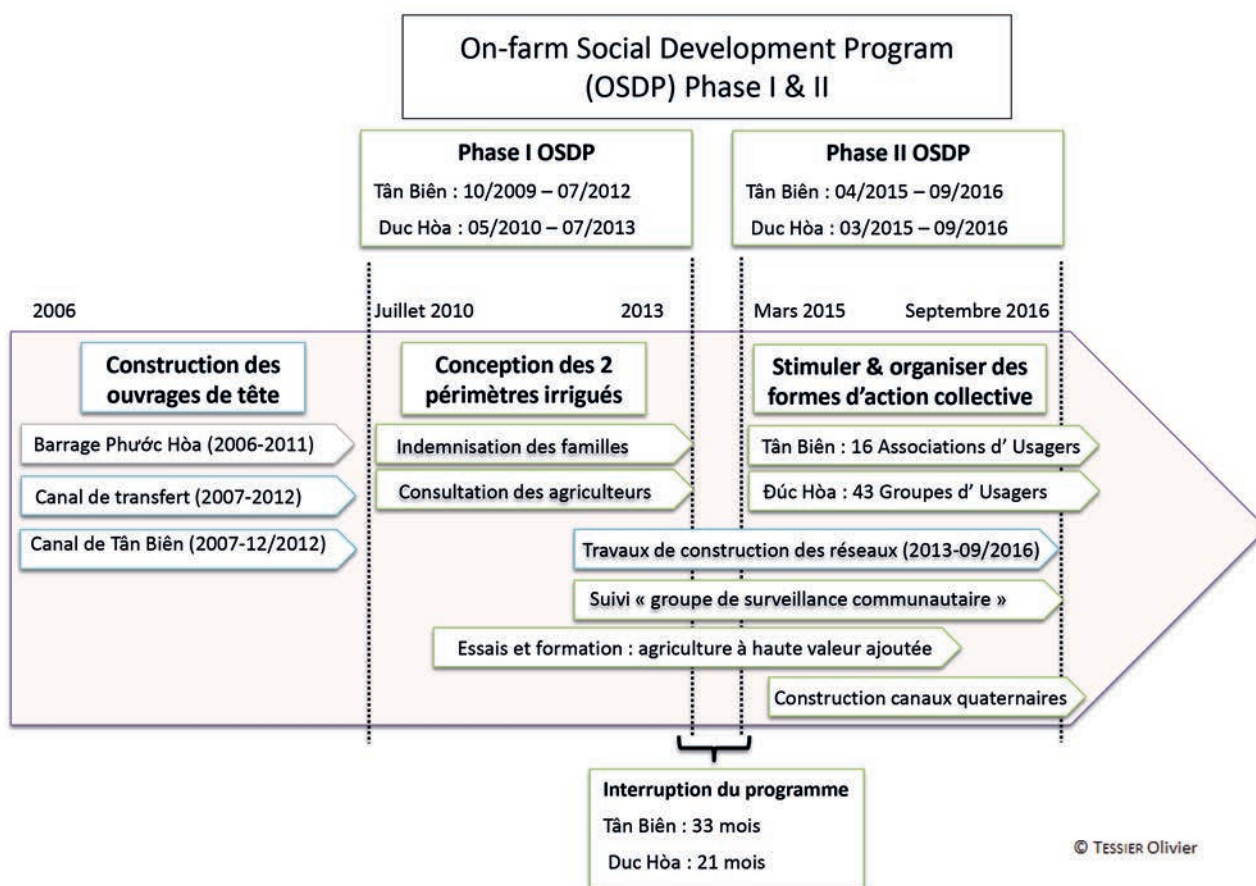 On-farm Social Development Program
(OSDP) Phase I & II
Phase I OSDP
Tân Biên : 10/2009 – 07/2012
Duc Hòa : 05/2010 – 07/2013
Phase II OSDP
Tân Biên : 04/2015 – 09/2016
Duc Hòa : 03/2015 – 09/2016
2006
Juillet 2010
2013
Mars 2015
Septembre 2016
Construction des
ouvrages de tête
Barrage Phước Hòa (2006-2011)
Canal de transfert (2007-2012)
Canal de Tân Biên (2007-12/2012)
Conception des 2
périmètres irrigués
Indemnisation des familles
Consultation des agriculteurs
Stimuler & organiser des
formes d’action collective
Tân Biên : 16 Associations d’ Usagers
Đúc Hòa : 43 Groupes d’ Usagers
Travaux de construction des réseaux (2013-09/2016)
Suivi « groupe de surveillance communautaire »
Essais et formation : agriculture à haute valeur ajoutée
Construction canaux quaternaires
Interruption du programme
Tân Biên : 33 mois
Duc Hòa : 21 mois
© TESSIER Olivier